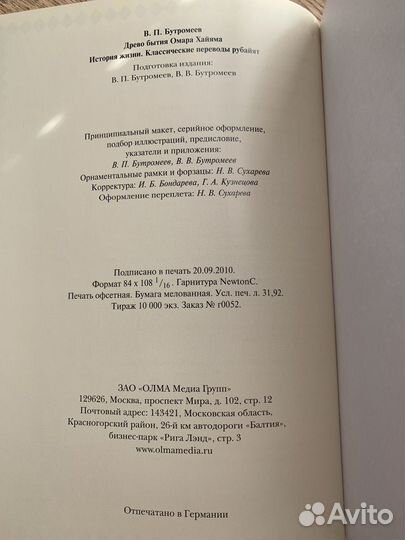 В. П. Бутромеев
Древо бытия Омара Хайяма
История жизни. Классические переводы рубайят
Подготовка издания:
В. П. Бутромеев, В. В. Бутромеев
Принципиальный макет, серийное оформление,
подбор иллюстраций, предисловие,
указатели и приложения:
В. П. Бутромеев, В. В. Бутромеев
Орнаментальные рамки и форзацы: Н. В. Сухарева
Корректура: И. Б. Бондарева, Г. А. Кузнецова
Оформление переплета: Н. В. Сухарева
Подписано в печать 20.09.2010.
Формат 84 х 108 1/16. Гарнитура NewtonC.
Печать офсетная. Бумага мелованная. Усл. печ. л. 31,92.
Тираж 10 000 экз. Заказ № г0052.
ЗАО «ОЛМА Медиа Групп»
129626, Москва, проспект Мира, д. 102, стр. 12
Почтовый адрес: 143421, Московская область,
Красногорский район, 26-й км автодороги «Балтия»,
бизнес-парк «Рига Лэнд», стр. 3
www.olmamedia.ru
Отпечатано в Германии
Avito